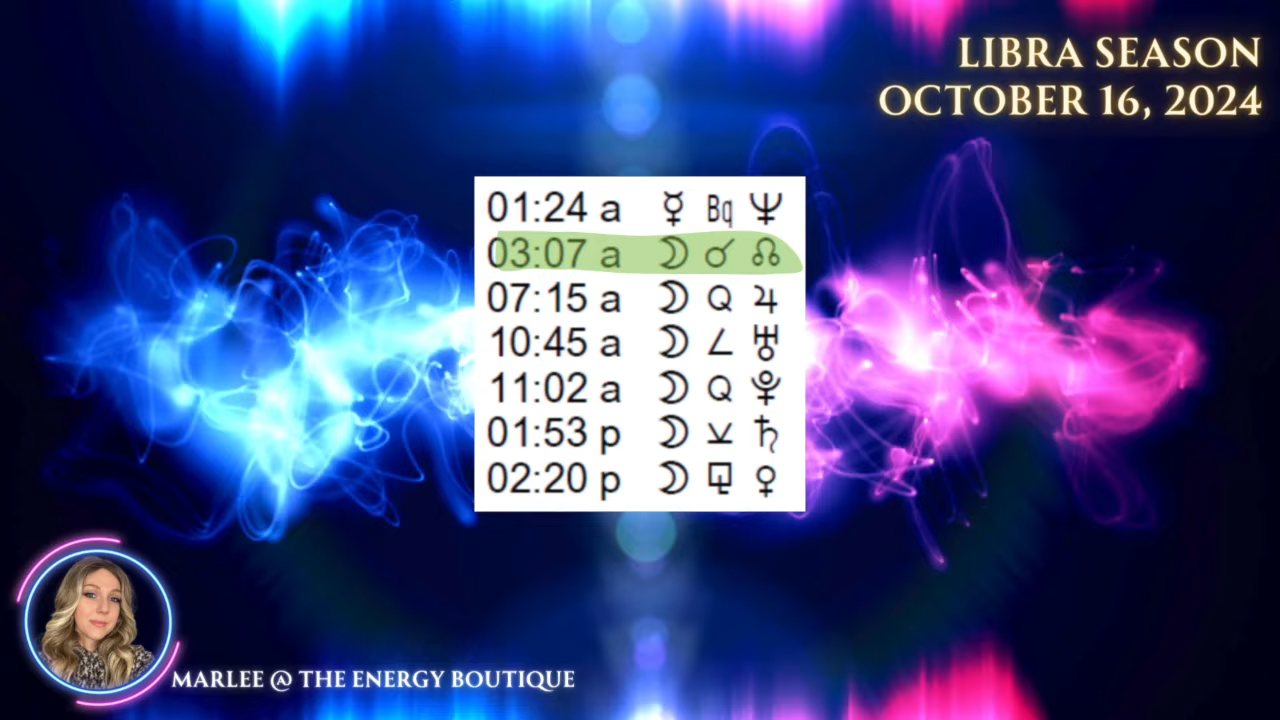 LIBRA SEASON
OCTOBER 16, 2024
01:24 a ☿ Bq ♆
03:07 a ☽ ☌ ☊
07:15 a ☽ Q ♃
10:45 a ☽ ∠ ♅
11:02 a ☽ Q ⯓
01:53 p ☽ ⚺ ♄
02:20 p ☽ ⚼ ♀
MARLEE @ THE ENERGY BOUTIQUE